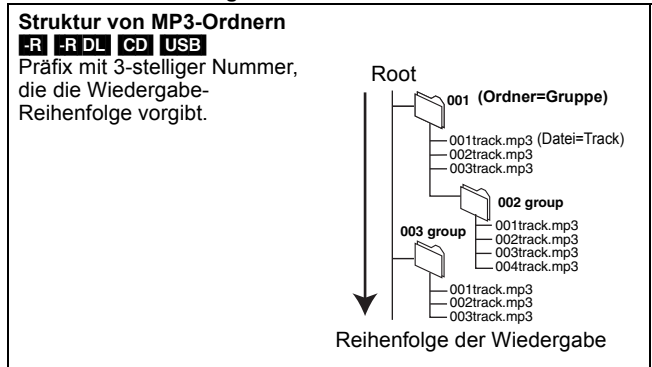 Struktur von MP3-Ordnern
-R -R DL CD USB
Präfix mit 3-stelliger Nummer,
die die Wiedergabe-
Reihenfolge vorgibt.
Root
001 (Ordner=Gruppe)
001track.mp3 (Datei=Track)
002track.mp3
003track.mp3
002 group
001track.mp3
002track.mp3
003track.mp3
004track.mp3
003 group
001track.mp3
002track.mp3
003track.mp3
Reihenfolge der Wiedergabe